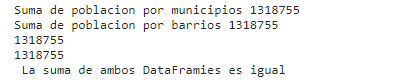 Suma de poblacion por municipios 1318755
Suma de poblacion por barrios 1318755
1318755
1318755
La suma de ambos DataFramies es igual